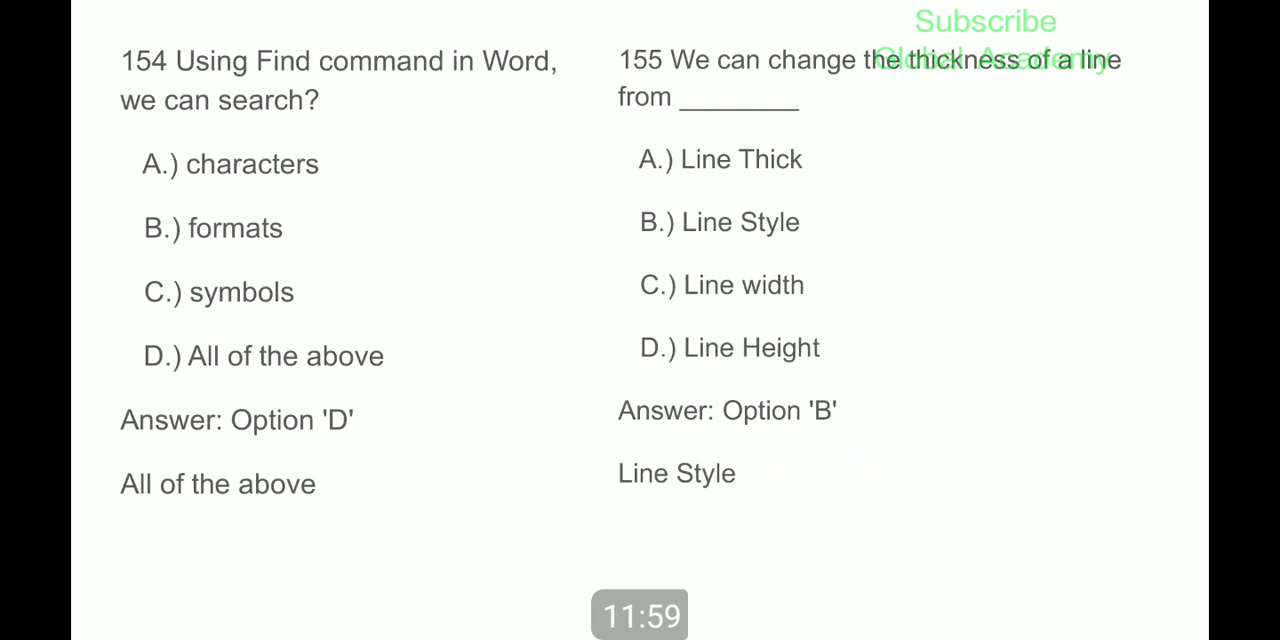 Subscribe
Global Academy
154 Using Find command in Word,
we can search?
A.) characters
B.) formats
C.) symbols
D.) All of the above
Answer: Option 'D'
All of the above
155 We can change the thickness of a line
from ________
A.) Line Thick
B.) Line Style
C.) Line width
D.) Line Height
Answer: Option 'B'
Line Style
11:59